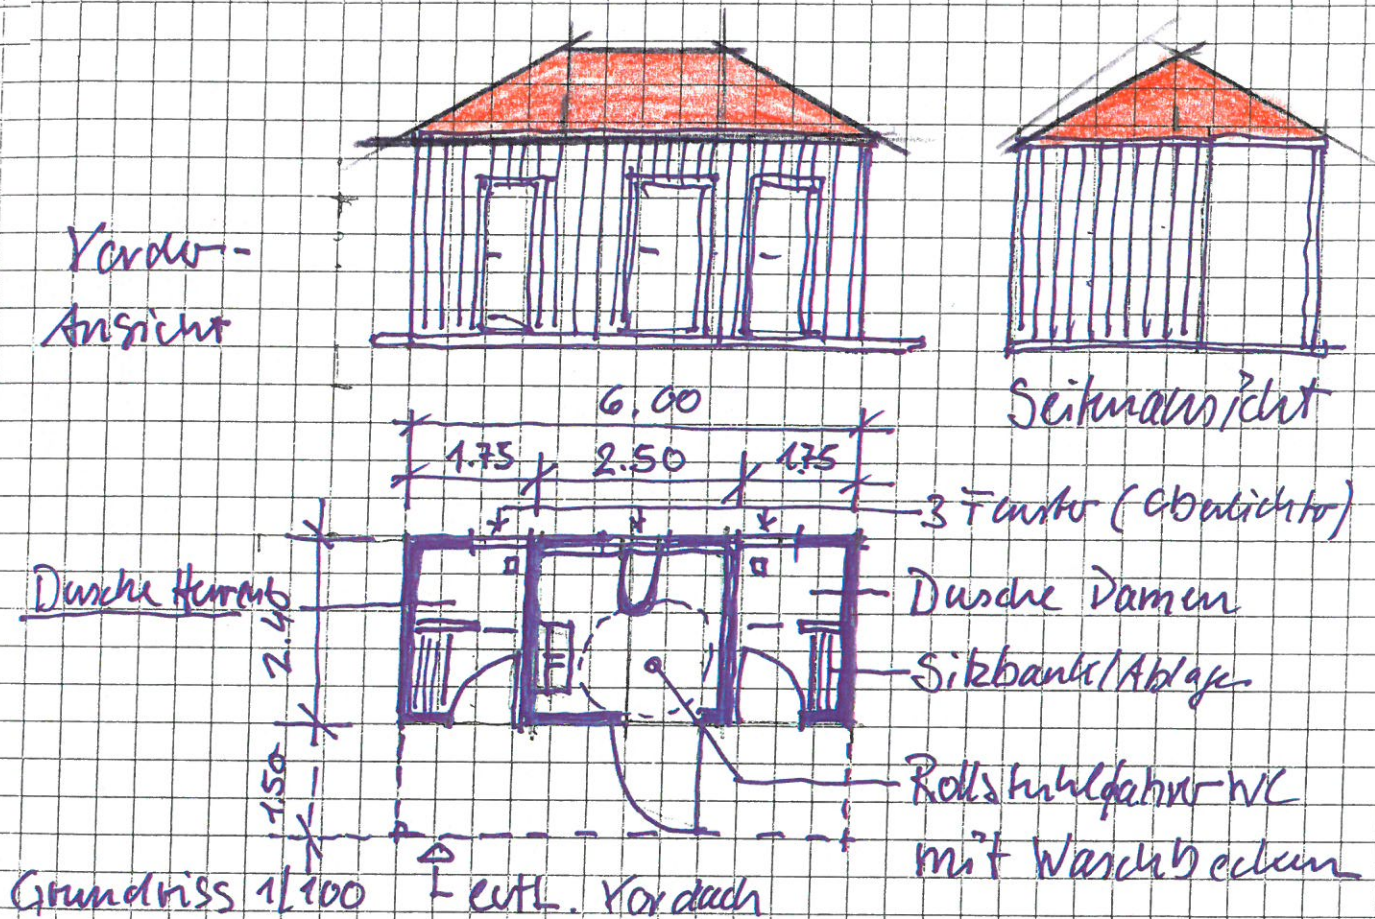 Vorder-
Ansicht
Seitenansicht
6.00
1.75
2.50
1.75
3 Fenster (Oberlichter)
Dusche Herren
Dusche Damen
2.40
Sitzbank/Ablage
1.50
Rollstuhlfahrer-WC
mit Waschbecken
Grundriss 1/100
evtl. Vordach